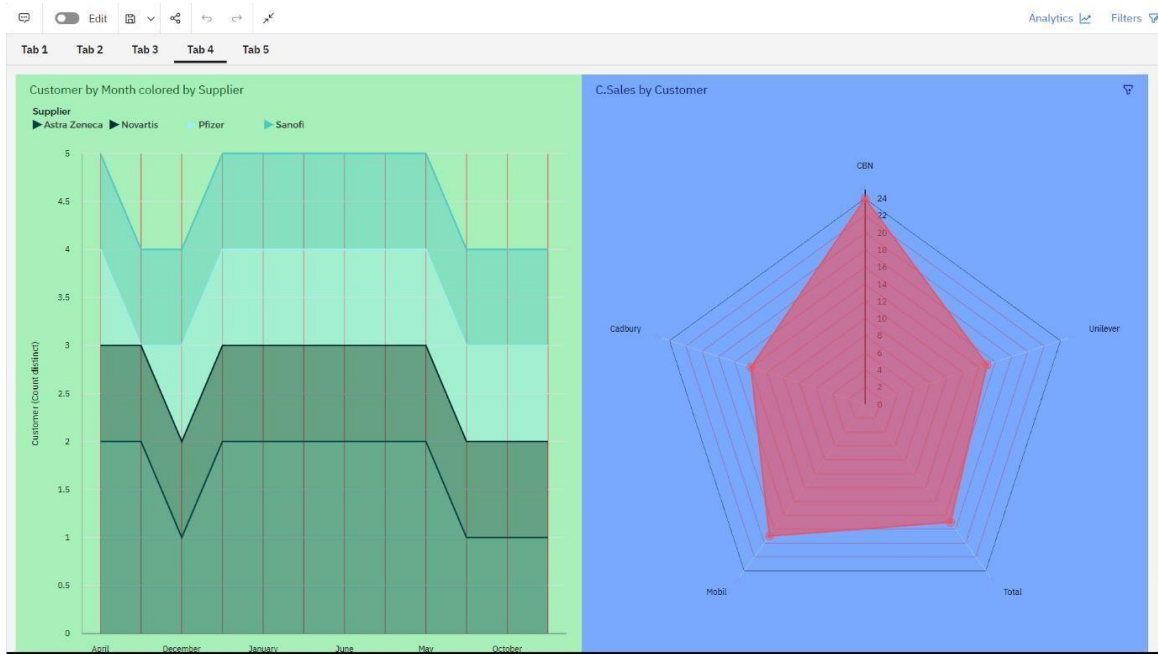 Edit
Analytics
Filters
Tab 1 Tab 2 Tab 3 Tab 4 Tab 5
Customer by Month colored by Supplier
Supplier
Astra Zeneca Novartis Pfizer Sanofi
5
4.5
4
3.5
3
2.5
2
1.5
1
0.5
0
Customer (Count distinct)
April December January June May October
C.Sales by Customer
CBN
24
22
20
18
16
14
12
10
8
6
4
2
0
Cadbury
Unilever
Mobil
Total